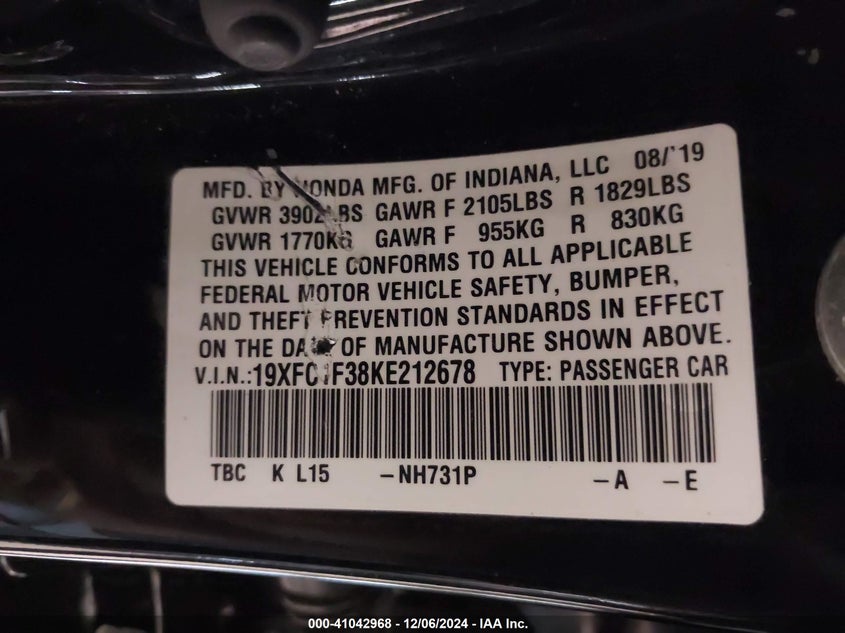 MFD. BY HONDA MFG. OF INDIANA, LLC 08/'19
GVWR 3902LBS GAWR F 2105LBS R 1829LBS
GVWR 1770KG GAWR F 955KG R 830KG
THIS VEHICLE CONFORMS TO ALL APPLICABLE
FEDERAL MOTOR VEHICLE SAFETY, BUMPER,
AND THEFT PREVENTION STANDARDS IN EFFECT
ON THE DATE OF MANUFACTURE SHOWN ABOVE.
V.I.N.: 19XFC1F38KE212678 TYPE: PASSENGER CAR
TBC K L15 -NH731P -A -E
000-41042968 - 12/06/2024 - IAA Inc.